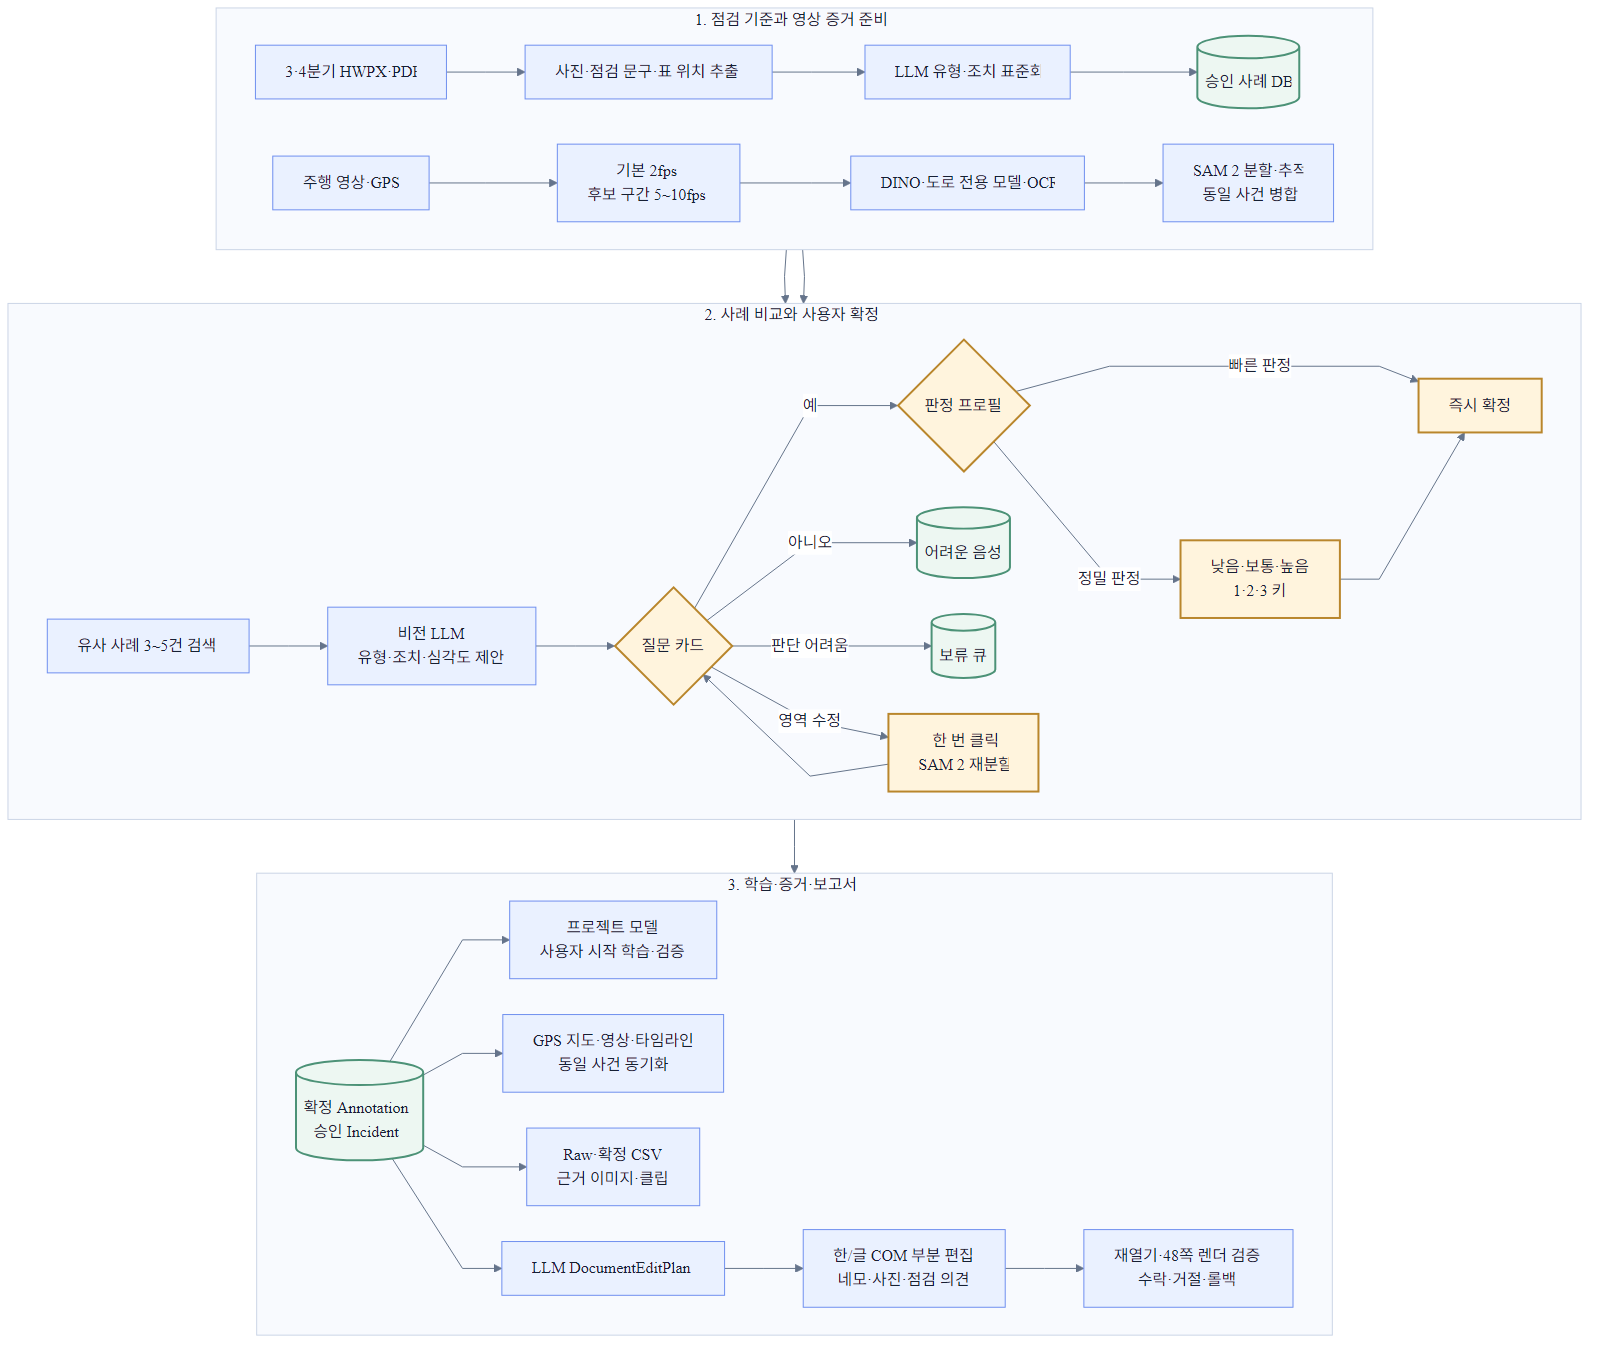 1. 점검 기준과 영상 증거 준비
3·4분기 HWPX·PDF
사진·점검 문구·표 위치 추출
LLM 유형·조치 표준화
승인 사례 DB
주행 영상·GPS
기본 2fps
후보 구간 5~10fps
DINO·도로 전용 모델·OCR
SAM 2 분할·추적
동일 사건 병합
2. 사례 비교와 사용자 확정
유사 사례 3~5건 검색
비전 LLM
유형·조치·심각도 제안
질문 카드
예
아니오
판단 어려움
영역 수정
판정 프로필
어려운 음성
보류 큐
한 번 클릭
SAM 2 재분할
빠른 판정
정밀 판정
낮음·보통·높음
1·2·3 키
즉시 확정
3. 학습·증거·보고서
확정 Annotation
승인 Incident
프로젝트 모델
사용자 시작 학습·검증
GPS 지도·영상·타임라인
동일 사건 동기화
Raw·확정 CSV
근거 이미지·클립
LLM DocumentEditPlan
한/글 COM 부분 편집
네모·사진·점검 의견
재열기·48쪽 렌더 검증
수락·거절·롤백